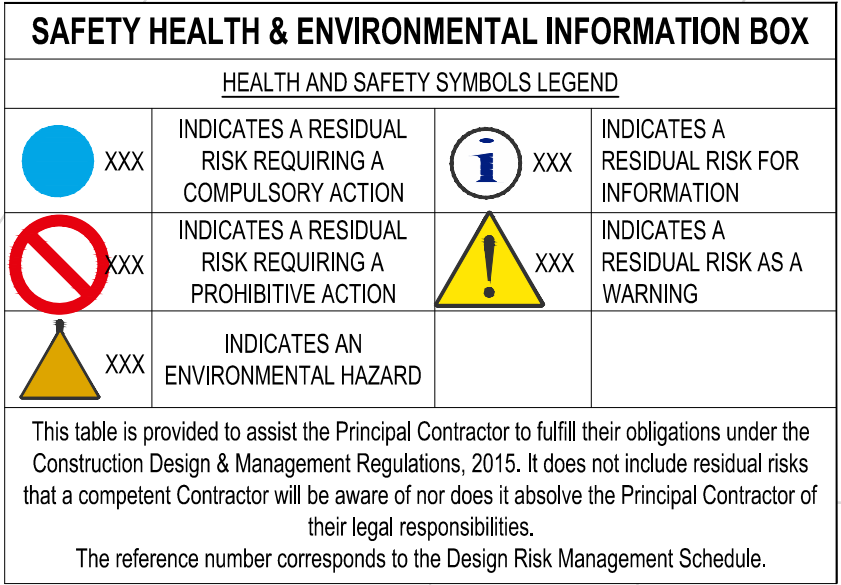 SAFETY HEALTH & ENVIRONMENTAL INFORMATION BOX
HEALTH AND SAFETY SYMBOLS LEGEND
XXX
INDICATES A RESIDUAL
RISK REQUIRING A
COMPULSORY ACTION
i
XXX
INDICATES A
RESIDUAL RISK FOR
INFORMATION
XXX
INDICATES A RESIDUAL
RISK REQUIRING A
PROHIBITIVE ACTION
!
XXX
INDICATES A
RESIDUAL RISK AS A
WARNING
XXX
INDICATES AN
ENVIRONMENTAL HAZARD
This table is provided to assist the Principal Contractor to fulfill their obligations under the
Construction Design & Management Regulations, 2015. It does not include residual risks
that a competent Contractor will be aware of nor does it absolve the Principal Contractor of
their legal responsibilities.
The reference number corresponds to the Design Risk Management Schedule.